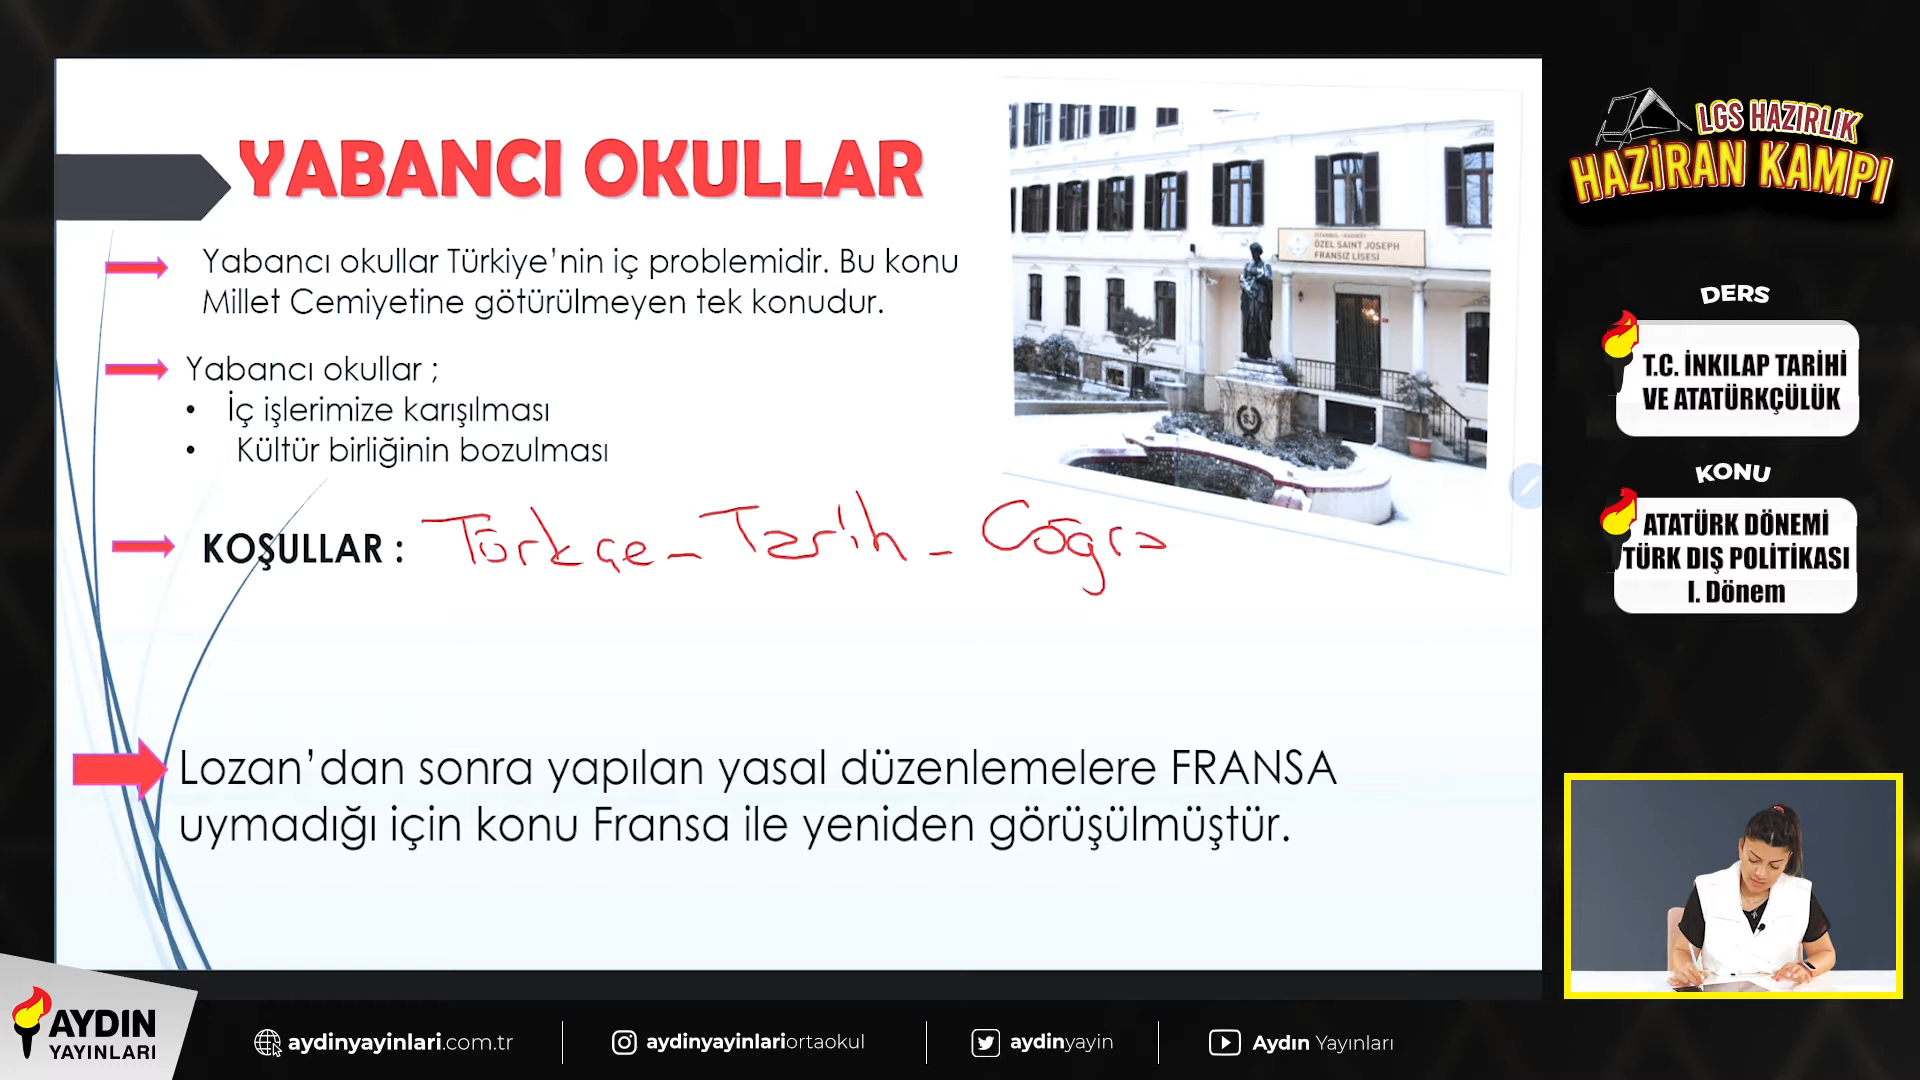 YABANCI OKULLAR
Yabancı okullar Türkiye’nin iç problemidir. Bu konu
Millet Cemiyetine götürülmeyen tek konudur.
Yabancı okullar ;
• İç işlerimize karışılması
• Kültür birliğinin bozulması
KOŞULLAR : Türkçe – Tarih – Coğra
Lozan’dan sonra yapılan yasal düzenlemelere FRANSA
uymadığı için konu Fransa ile yeniden görüşülmüştür.
İSTANBUL - KADIKÖY
ÖZEL SAINT JOSEPH
FRANSIZ LİSESİ
SJ
LGS HAZIRLIK
HAZİRAN KAMPI
DERS
T.C. İNKILAP TARİHİ
VE ATATÜRKÇÜLÜK
KONU
ATATÜRK DÖNEMİ
TÜRK DIŞ POLİTİKASI
I. Dönem
AYDIN
YAYINLARI
aydinyayinlari.com.tr
aydinyayinlariortaokul
aydinyayin
Aydın Yayınları